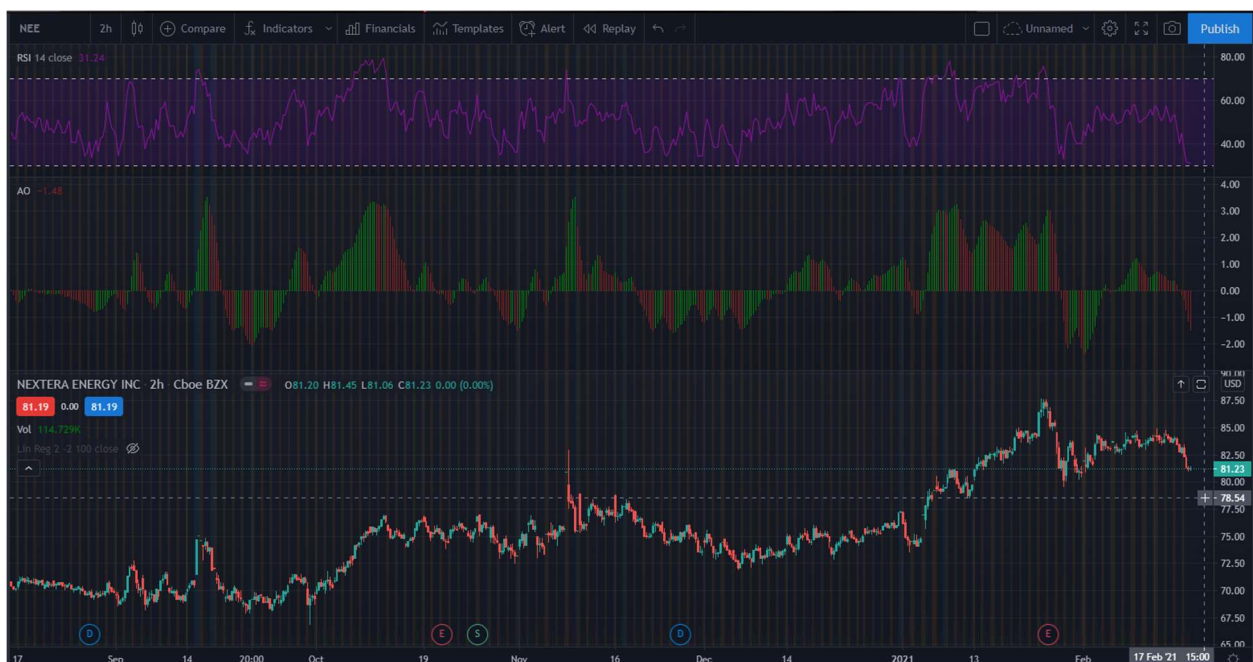 NEE 2h Compare Indicators Financials Templates Alert Replay Unnamed Publish
RSI 14 close 31.24
80.00
60.00
40.00
AO -1.48
4.00
3.00
2.00
1.00
0.00
-1.00
-2.00
90.00
NEXTERA ENERGY INC · 2h · Cboe BZX O81.20 H81.45 L81.06 C81.23 0.00 (0.00%) USD
81.19 0.00 81.19
87.50
Vol 114.729K
85.00
Lin Reg 2 -2 100 close
82.50
81.23
80.00
78.54
77.50
75.00
72.50
70.00
67.50
D E S D E
65.00
17 Sep 14 20:00 Oct 19 Nov 16 Dec 14 2021 13 Feb 17 Feb '21 15:00